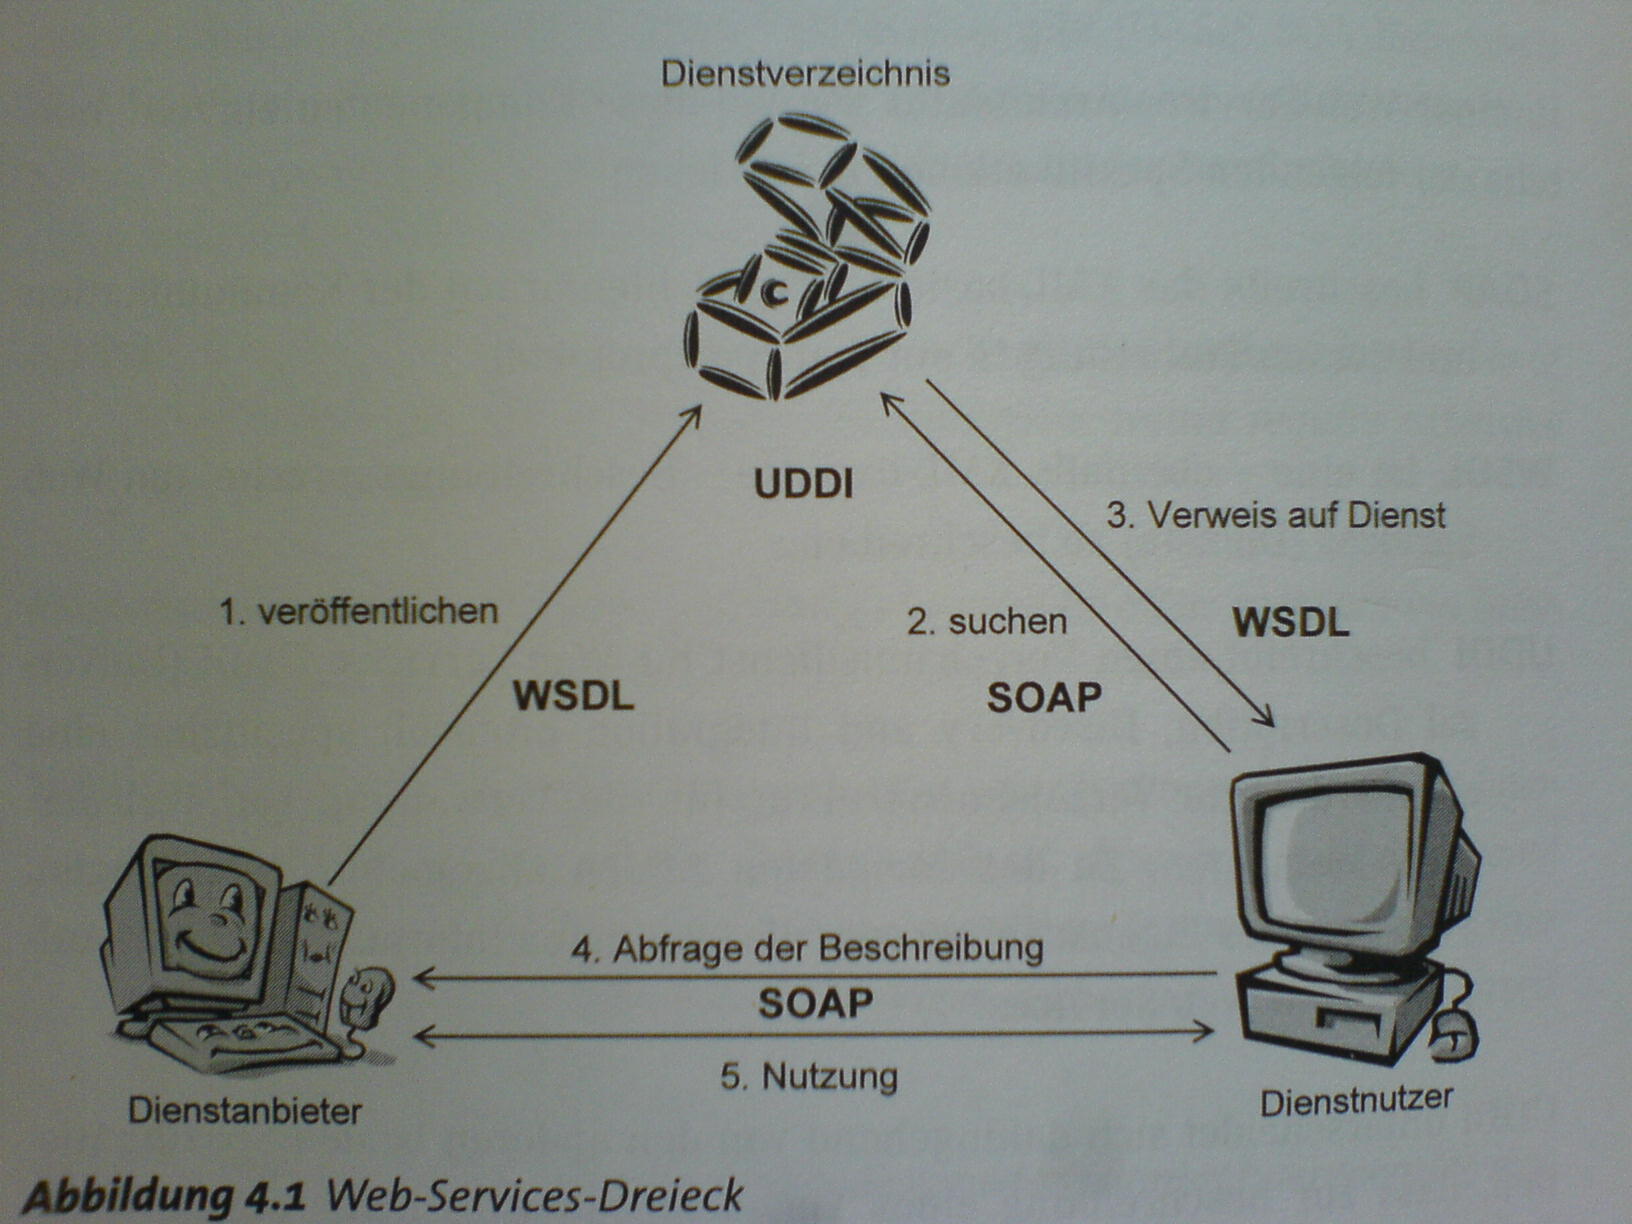 Dienstverzeichnis
C
UDDI
3. Verweis auf Dienst
1. veröffentlichen
2. suchen
WSDL
WSDL
SOAP
4. Abfrage der Beschreibung
SOAP
5. Nutzung
Dienstanbieter
Dienstnutzer
Abbildung 4.1 Web-Services-Dreieck